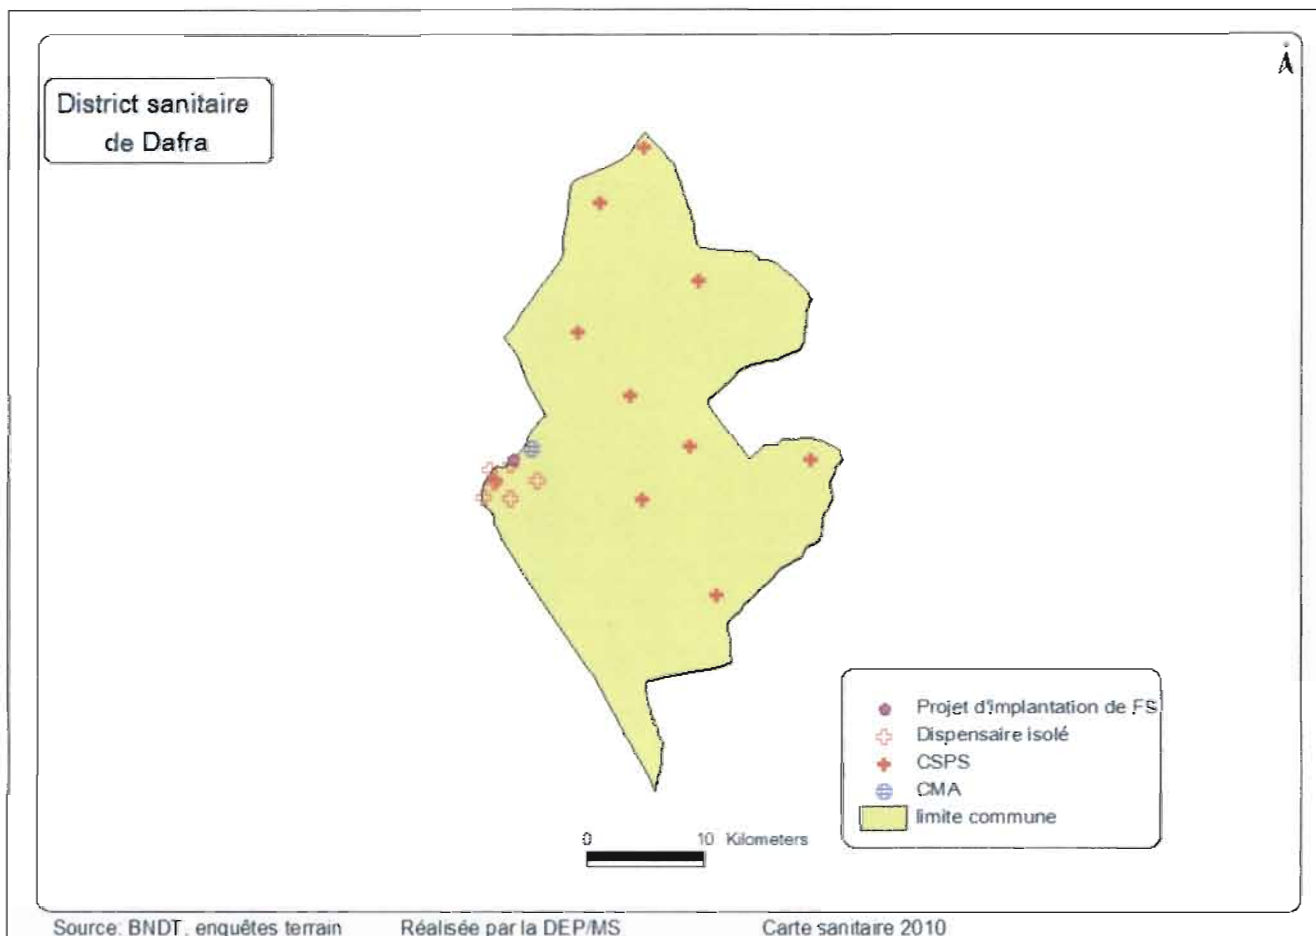 District sanitaire
de Dafra
Projet d'implantation de FS
Dispensaire isolé
CSPS
CMA
limite commune
0 10 Kilometers
Source: BNDT, enquêtes terrain Réalisée par la DEP/MS Carte sanitaire 2010